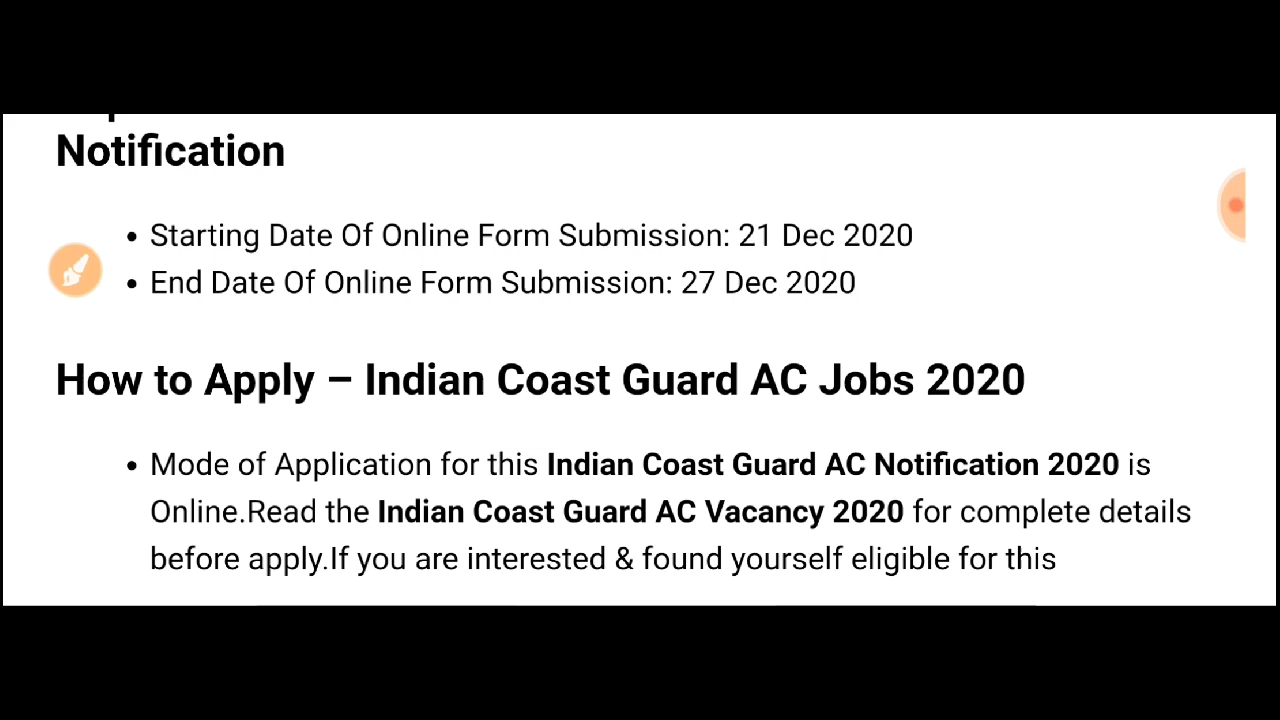 Notification
• Starting Date Of Online Form Submission: 21 Dec 2020
• End Date Of Online Form Submission: 27 Dec 2020
How to Apply – Indian Coast Guard AC Jobs 2020
• Mode of Application for this Indian Coast Guard AC Notification 2020 is
Online.Read the Indian Coast Guard AC Vacancy 2020 for complete details
before apply.If you are interested & found yourself eligible for this